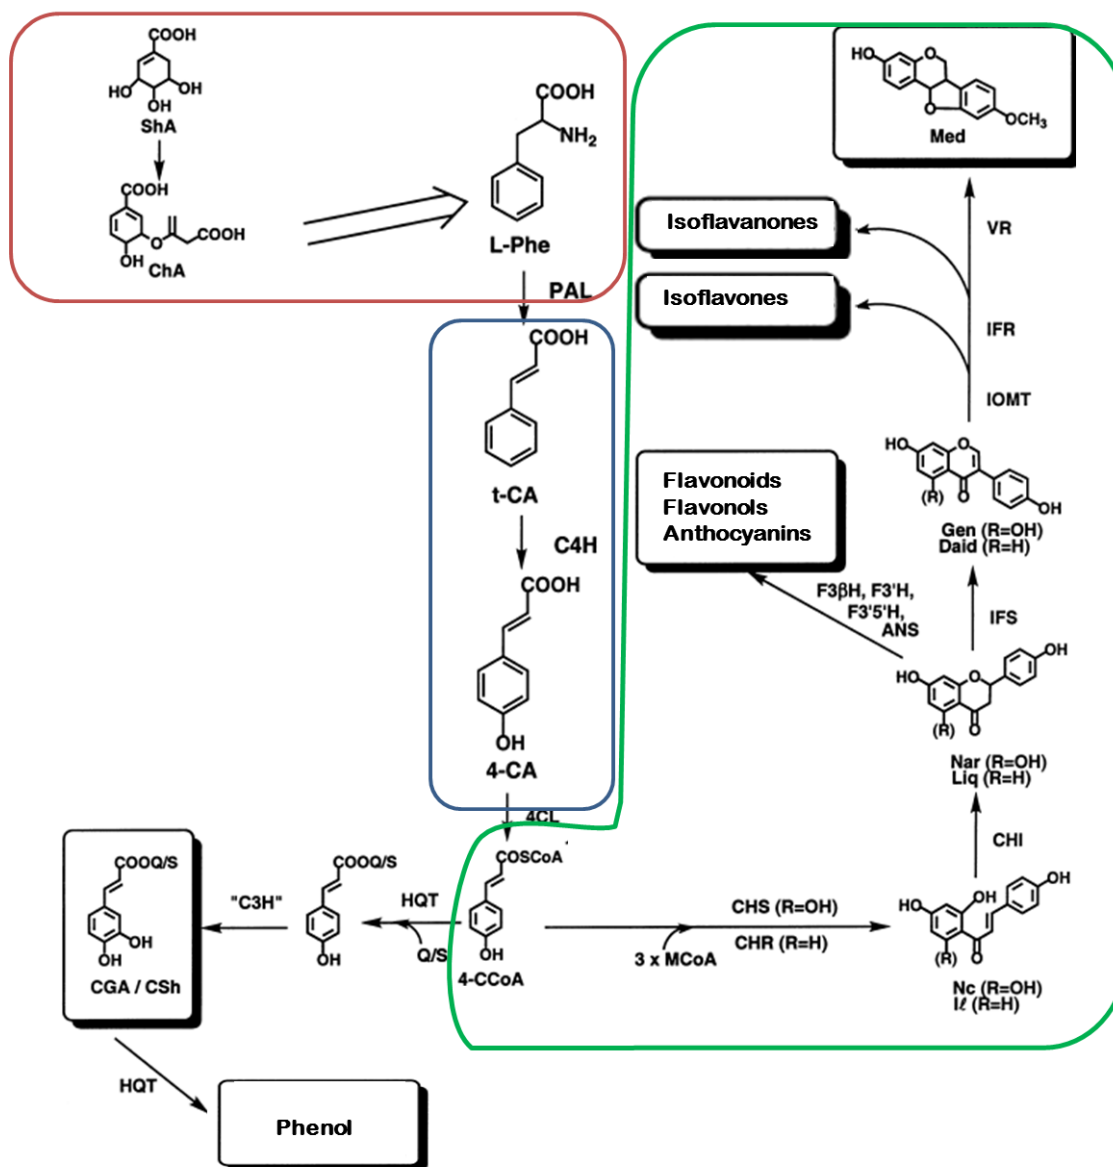 COOH
HO
OH
OH
ShA
COOH
O
COOH
OH
ChA
COOH
NH2
L-Phe
PAL
COOH
t-CA
C4H
COOH
OH
4-CA
4CL
COSCoA
OH
4-CCoA
HQT
Q/S
COOQ/S
OH
"C3H"
COOQ/S
OH
OH
CGA / CSh
HQT
Phenol
3 x MCoA
CHS (R=OH)
CHR (R=H)
HO
OH
OH
(R)
O
Nc (R=OH)
Iℓ (R=H)
CHI
OH
HO
O
(R)
O
Nar (R=OH)
Liq (R=H)
F3βH, F3'H,
F3'5'H,
ANS
Flavonoids
Flavonols
Anthocyanins
IFS
HO
O
(R)
O
OH
Gen (R=OH)
Daid (R=H)
IOMT
IFR
VR
Isoflavones
Isoflavanones
HO
O
O
OCH3
Med